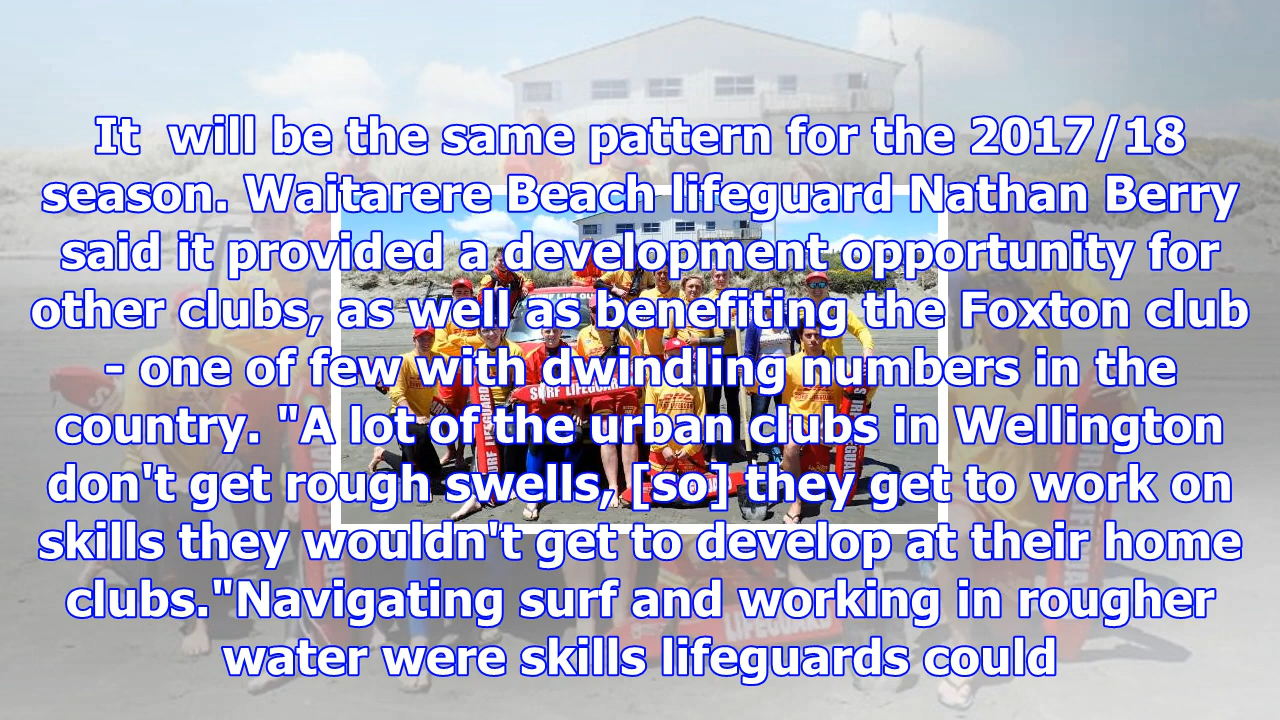 It will be the same pattern for the 2017/18
season. Waitarere Beach lifeguard Nathan Berry
said it provided a development opportunity for
other clubs, as well as benefiting the Foxton club
- one of few with dwindling numbers in the
country. "A lot of the urban clubs in Wellington
don't get rough swells, [so] they get to work on
skills they wouldn't get to develop at their home
clubs."Navigating surf and working in rougher
water were skills lifeguards could
SURF LIFEGUARD
LIFEGUARD